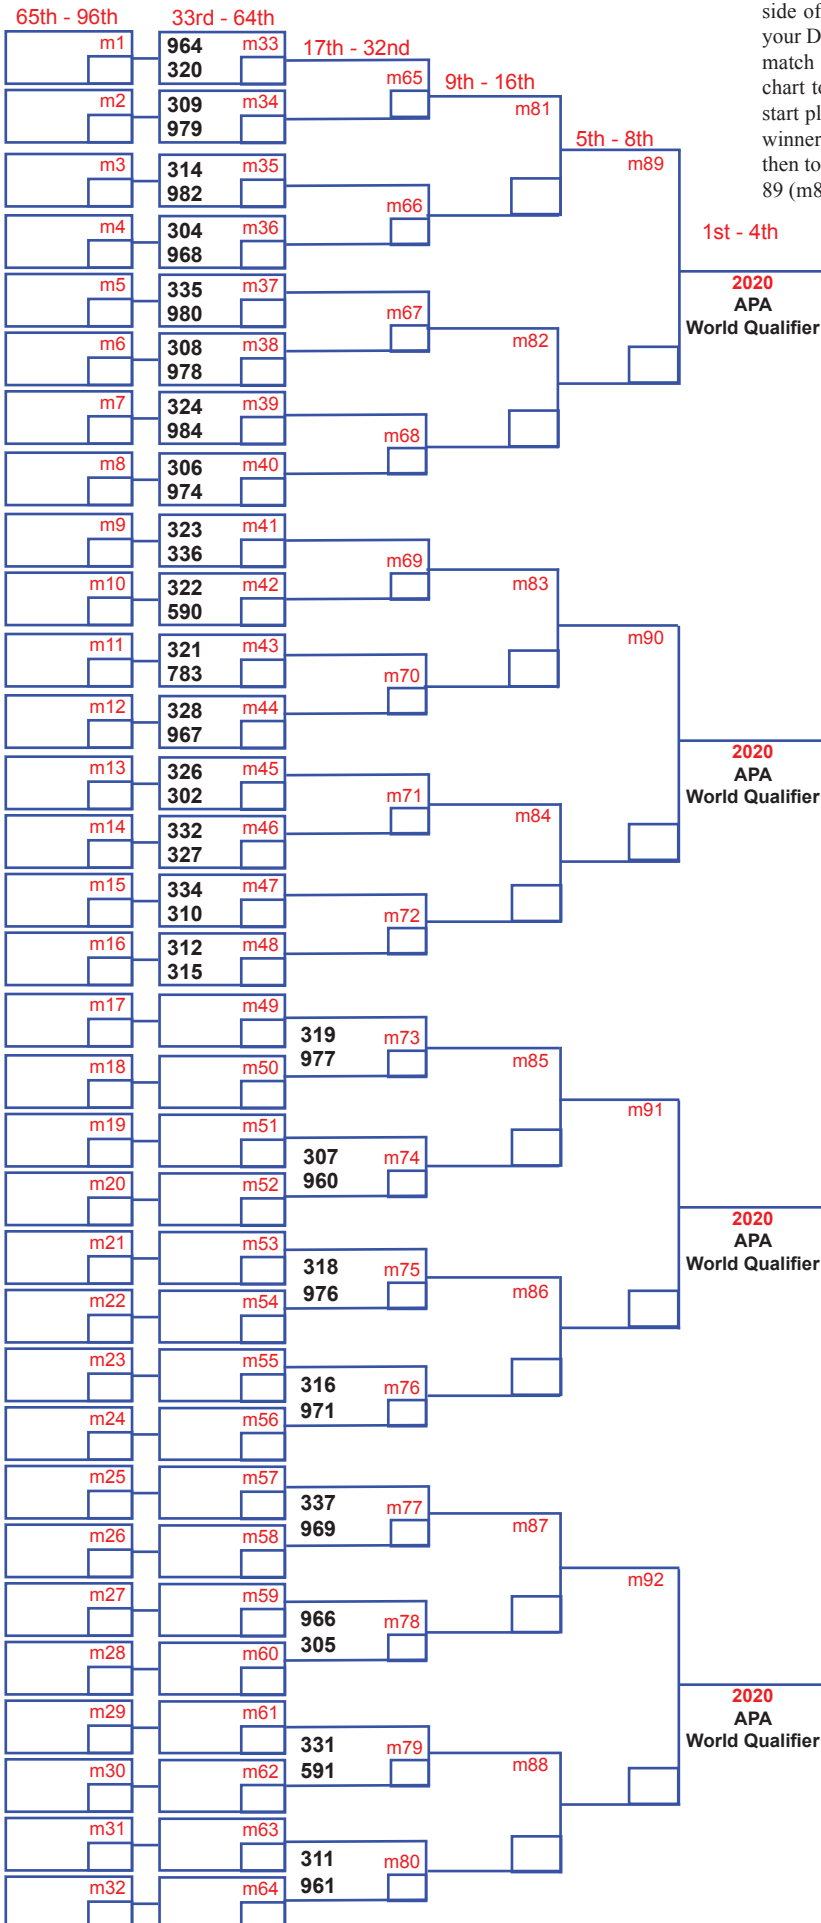 65th - 96th
33rd - 64th
17th - 32nd
9th - 16th
5th - 8th
1st - 4th
side of
your D
match
chart to
start pl
winner
then to
89 (m8
m1
m2
m3
m4
m5
m6
m7
m8
m9
m10
m11
m12
m13
m14
m15
m16
m17
m18
m19
m20
m21
m22
m23
m24
m25
m26
m27
m28
m29
m30
m31
m32
964 m33
320
309 m34
979
314 m35
982
304 m36
968
335 m37
980
308 m38
978
324 m39
984
306 m40
974
323 m41
336
322 m42
590
321 m43
783
328 m44
967
326 m45
302
332 m46
327
334 m47
310
312 m48
315
m49
m50
m51
m52
m53
m54
m55
m56
m57
m58
m59
m60
m61
m62
m63
m64
m65
m66
m67
m68
m69
m70
m71
m72
319 m73
977
307 m74
960
318 m75
976
316 m76
971
337 m77
969
966 m78
305
331 m79
591
311 m80
961
m81
m82
m83
m84
m85
m86
m87
m88
m89
m90
m91
m92
2020
APA
World Qualifier
2020
APA
World Qualifier
2020
APA
World Qualifier
2020
APA
World Qualifier